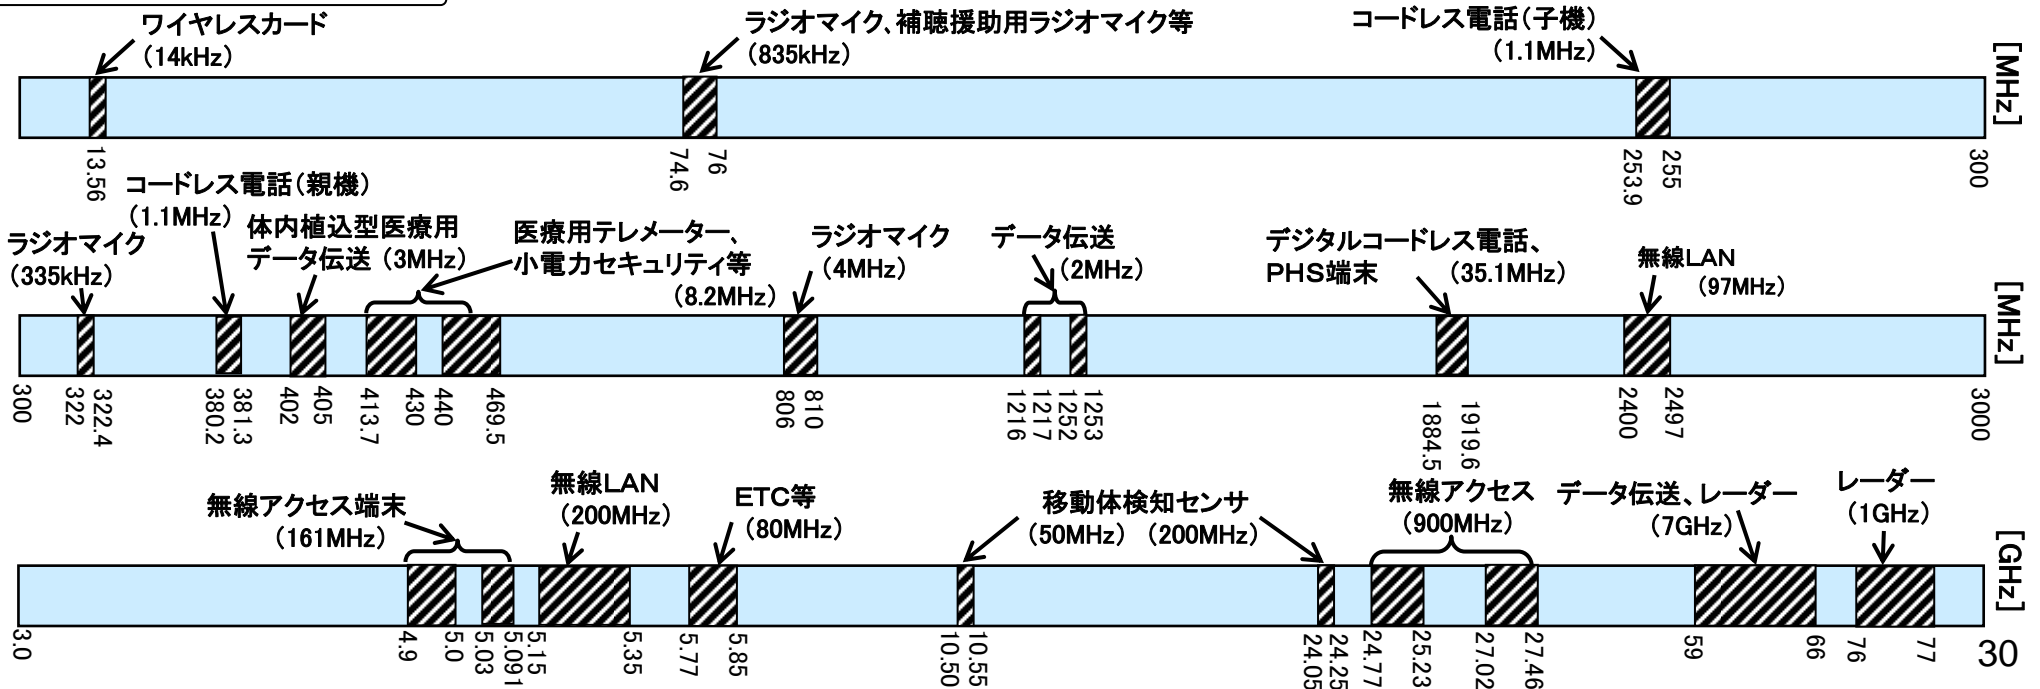 ワイヤレスカード
（14kHz）
ラジオマイク、補聴援助用ラジオマイク等
（835kHz）
コードレス電話（子機）
（1.1MHz）
[MHz]
13.56
74.6
76
253.9
255
300
ラジオマイク
（335kHz）
コードレス電話（親機）
（1.1MHz）
体内植込型医療用
データ伝送（3MHz）
医療用テレメーター、
小電力セキュリティ等
（8.2MHz）
ラジオマイク
（4MHz）
データ伝送
（2MHz）
デジタルコードレス電話、
PHS端末 （35.1MHz）
無線LAN
（97MHz）
[MHz]
300
322
322.4
380.2
381.3
402
405
413.7
430
440
469.5
806
810
1216
1217
1252
1253
1884.5
1919.6
2400
2497
3000
無線アクセス端末
（161MHz）
無線LAN
（200MHz）
ETC等
（80MHz）
移動体検知センサ
（50MHz）（200MHz）
無線アクセス
（900MHz）
データ伝送、レーダー
（7GHz）
レーダー
（1GHz）
[GHz]
3.0
4.9
5.0
5.03
5.091
5.15
5.35
5.77
5.85
10.50
10.55
24.05
24.25
24.77
25.23
27.02
27.46
59
66
76
77
30